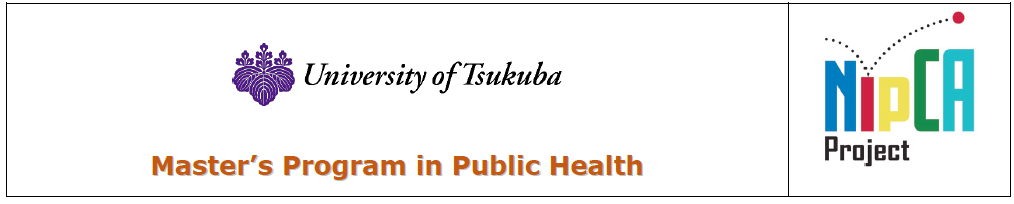 University of Tsukuba
Master's Program in Public Health
NipCA
Project